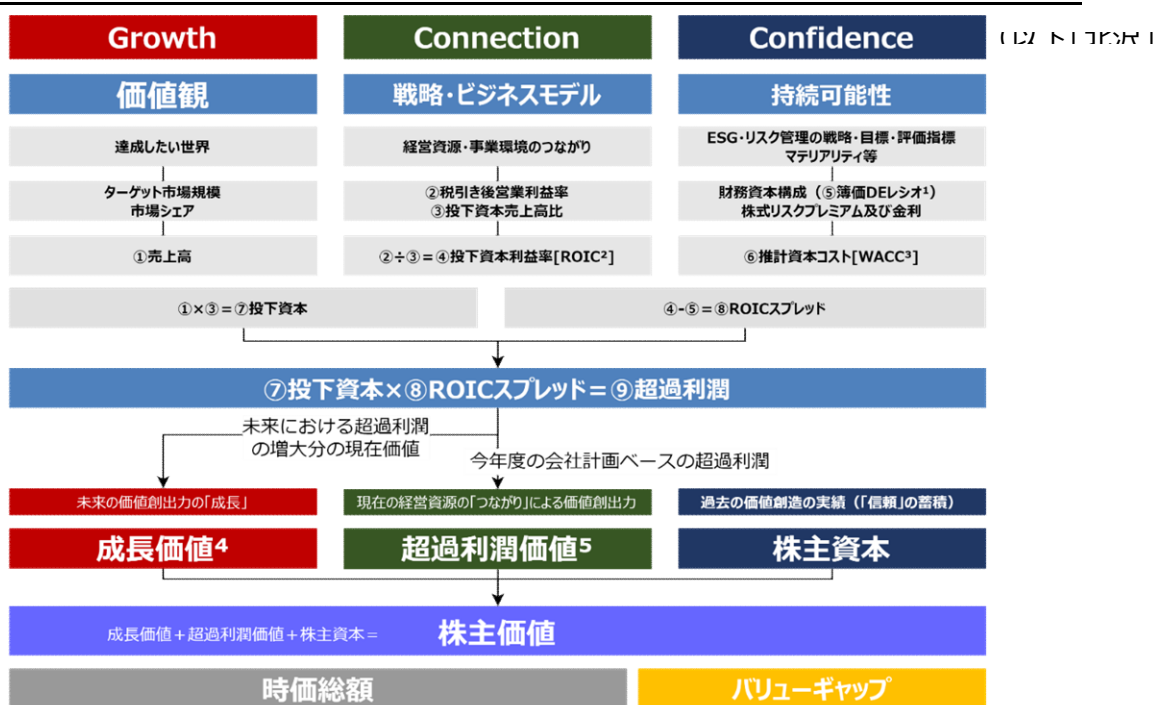 Growth
Connection
Confidence
価値観
戦略・ビジネスモデル
持続可能性
達成したい世界
経営資源・事業環境のつながり
ESG・リスク管理の戦略・目標・評価指標
マテリアリティ等
ターゲット市場規模
市場シェア
②税引き後営業利益率
③投下資本売上高比
財務資本構成（⑤薄価DEレシオ¹）
株式リスクプレミアム及び金利
①売上高
②÷③＝④投下資本利益率[ROIC²]
⑥推計資本コスト[WACC³]
①×③＝⑦投下資本
④-⑤＝⑧ROICスプレッド
⑦投下資本×⑧ROICスプレッド＝⑨超過利潤
未来における超過利潤
の増大分の現在価値
今年度の会社計画ベースの超過利潤
未来の価値創出力の「成長」
現在の経営資源の「つながり」による価値創出力
過去の価値創造の実績（「信頼」の蓄積）
成長価値⁴
超過利潤価値⁵
株主資本
成長価値＋超過利潤価値＋株主資本＝
株主価値
時価総額
バリューギャップ